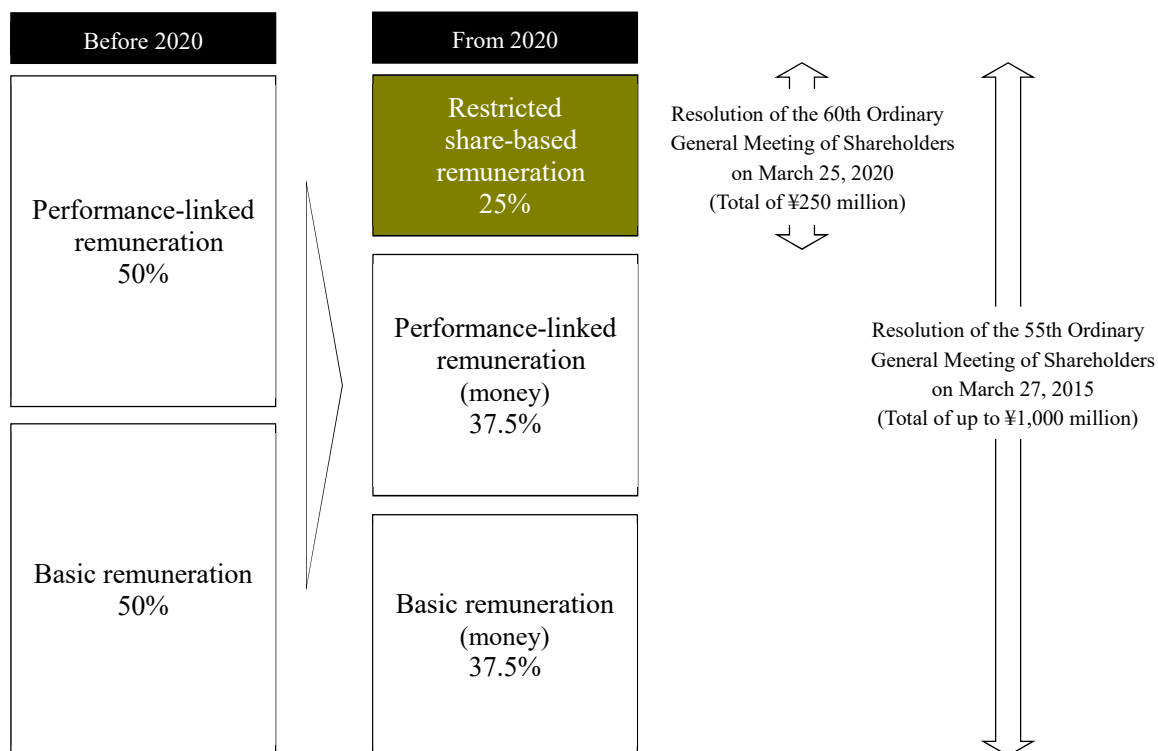 Before 2020
Performance-linked
remuneration
50%
Basic remuneration
50%
From 2020
Restricted
share-based
remuneration
25%
Performance-linked
remuneration
(money)
37.5%
Basic remuneration
(money)
37.5%
Resolution of the 60th Ordinary
General Meeting of Shareholders
on March 25, 2020
(Total of ¥250 million)
Resolution of the 55th Ordinary
General Meeting of Shareholders
on March 27, 2015
(Total of up to ¥1,000 million)